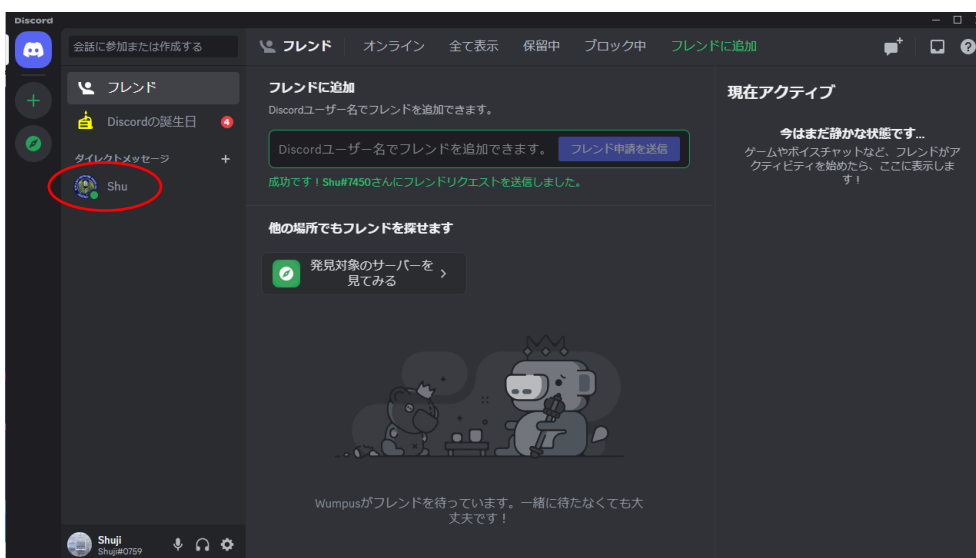 Discord
会話に参加または作成する
フレンド
オンライン
全て表示
保留中
ブロック中
フレンドに追加
フレンド
Discordの誕生日
4
ダイレクトメッセージ
Shu
フレンドに追加
Discordユーザー名でフレンドを追加できます。
Discordユーザー名でフレンドを追加できます。
フレンド申請を送信
成功です！Shu#7450さんにフレンドリクエストを送信しました。
他の場所でもフレンドを探せます
発見対象のサーバーを
見てみる
Wumpusがフレンドを待っています。一緒に待たなくても大
丈夫です！
現在アクティブ
今はまだ静かな状態です...
ゲームやボイスチャットなど、フレンドがア
クティビティを始めたら、ここに表示しま
す！
Shuji
Shuji#0759